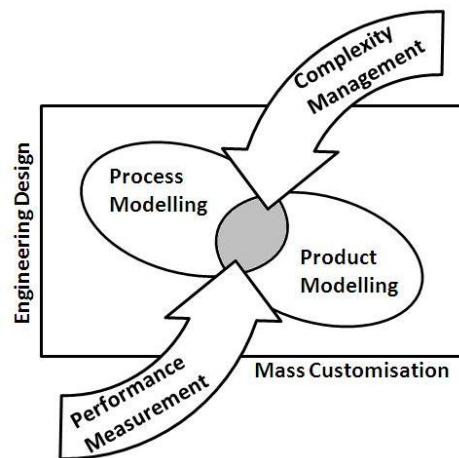 Complexity
Management
Engineering Design
Process
Modelling
Product
Modelling
Mass Customisation
Performance
Measurement